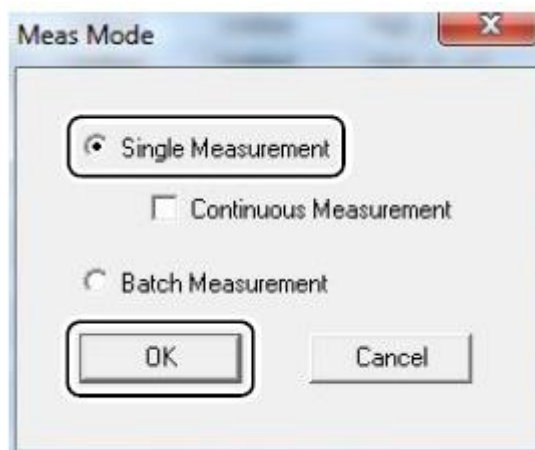 Meas Mode
Single Measurement
Continuous Measurement
Batch Measurement
OK Cancel